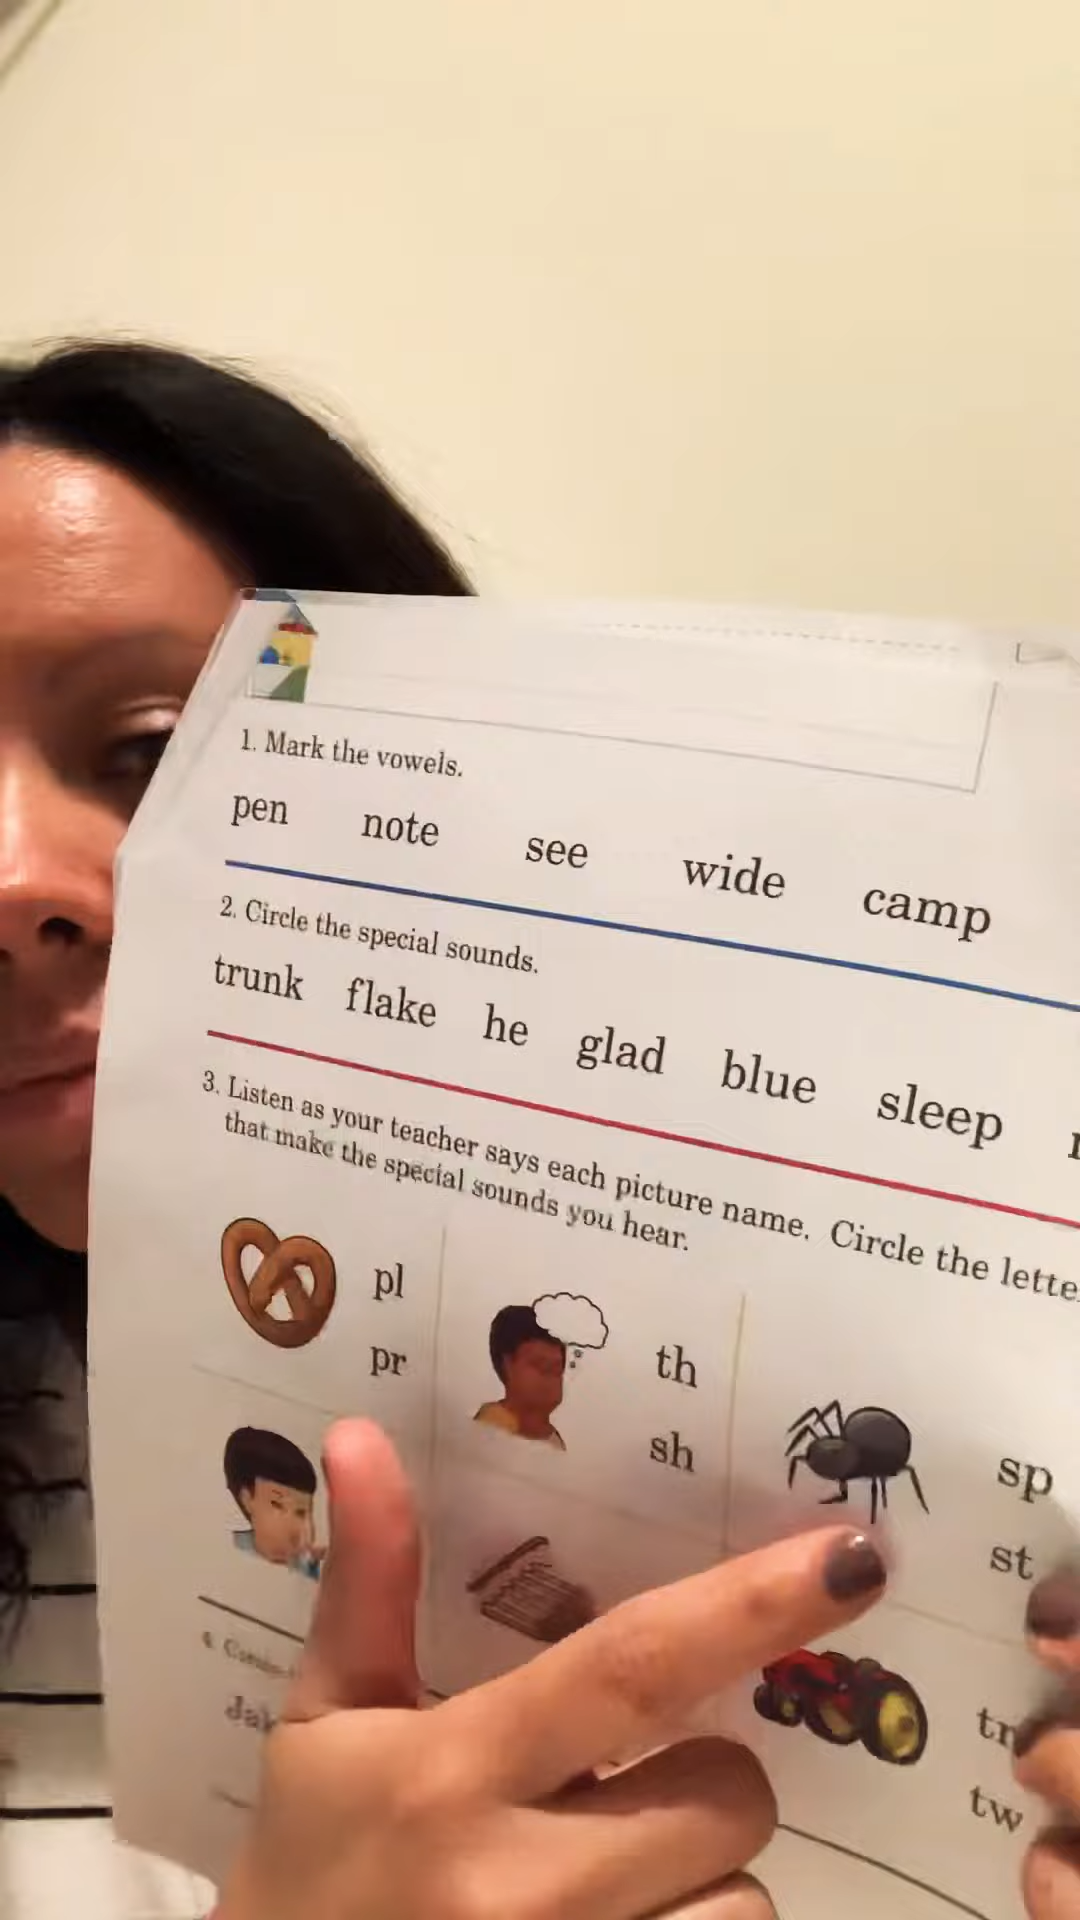 1. Mark the vowels.
pen note see wide camp
2. Circle the special sounds.
trunk flake he glad blue sleep
3. Listen as your teacher says each picture name. Circle the
that make the special sounds you hear.
pl
pr
th
sh
sp
st
tr
tw